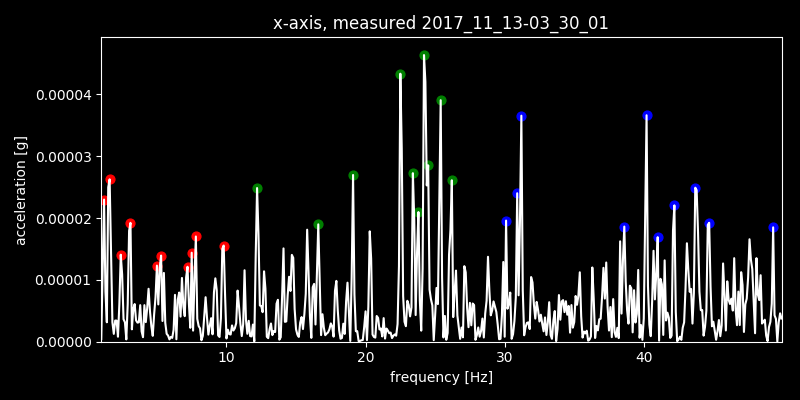 x-axis, measured 2017_11_13-03_30_01
acceleration [g]
0.00004
0.00003
0.00002
0.00001
0.00000
10 20 30 40
frequency [Hz]